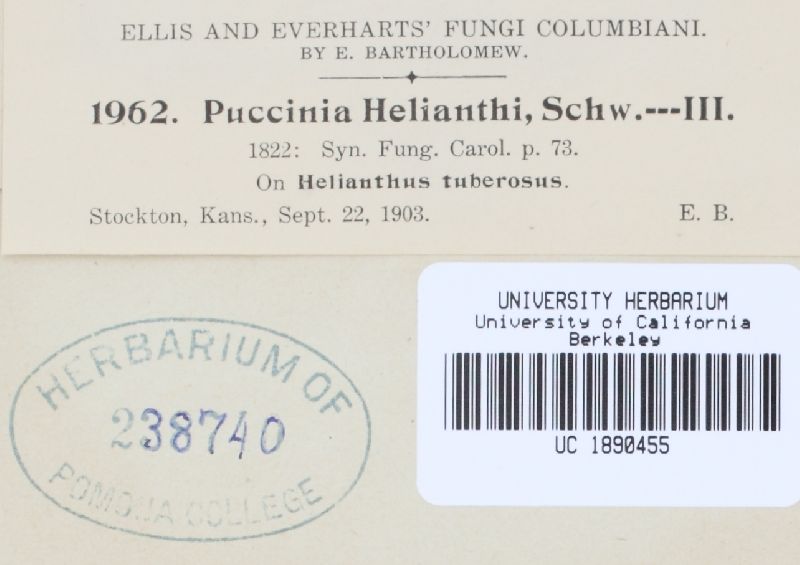 ELLIS AND EVERHARTS' FUNGI COLUMBIANI.
BY E. BARTHOLOMEW.
1962. Puccinia Helianthi, Schw.---III.
1822: Syn. Fung. Carol. p. 73.
On Helianthus tuberosus.
Stockton, Kans., Sept. 22, 1903. E. B.
HERBARIUM OF
238740
POMONA COLLEGE
UNIVERSITY HERBARIUM
University of California
Berkeley
UC 1890455